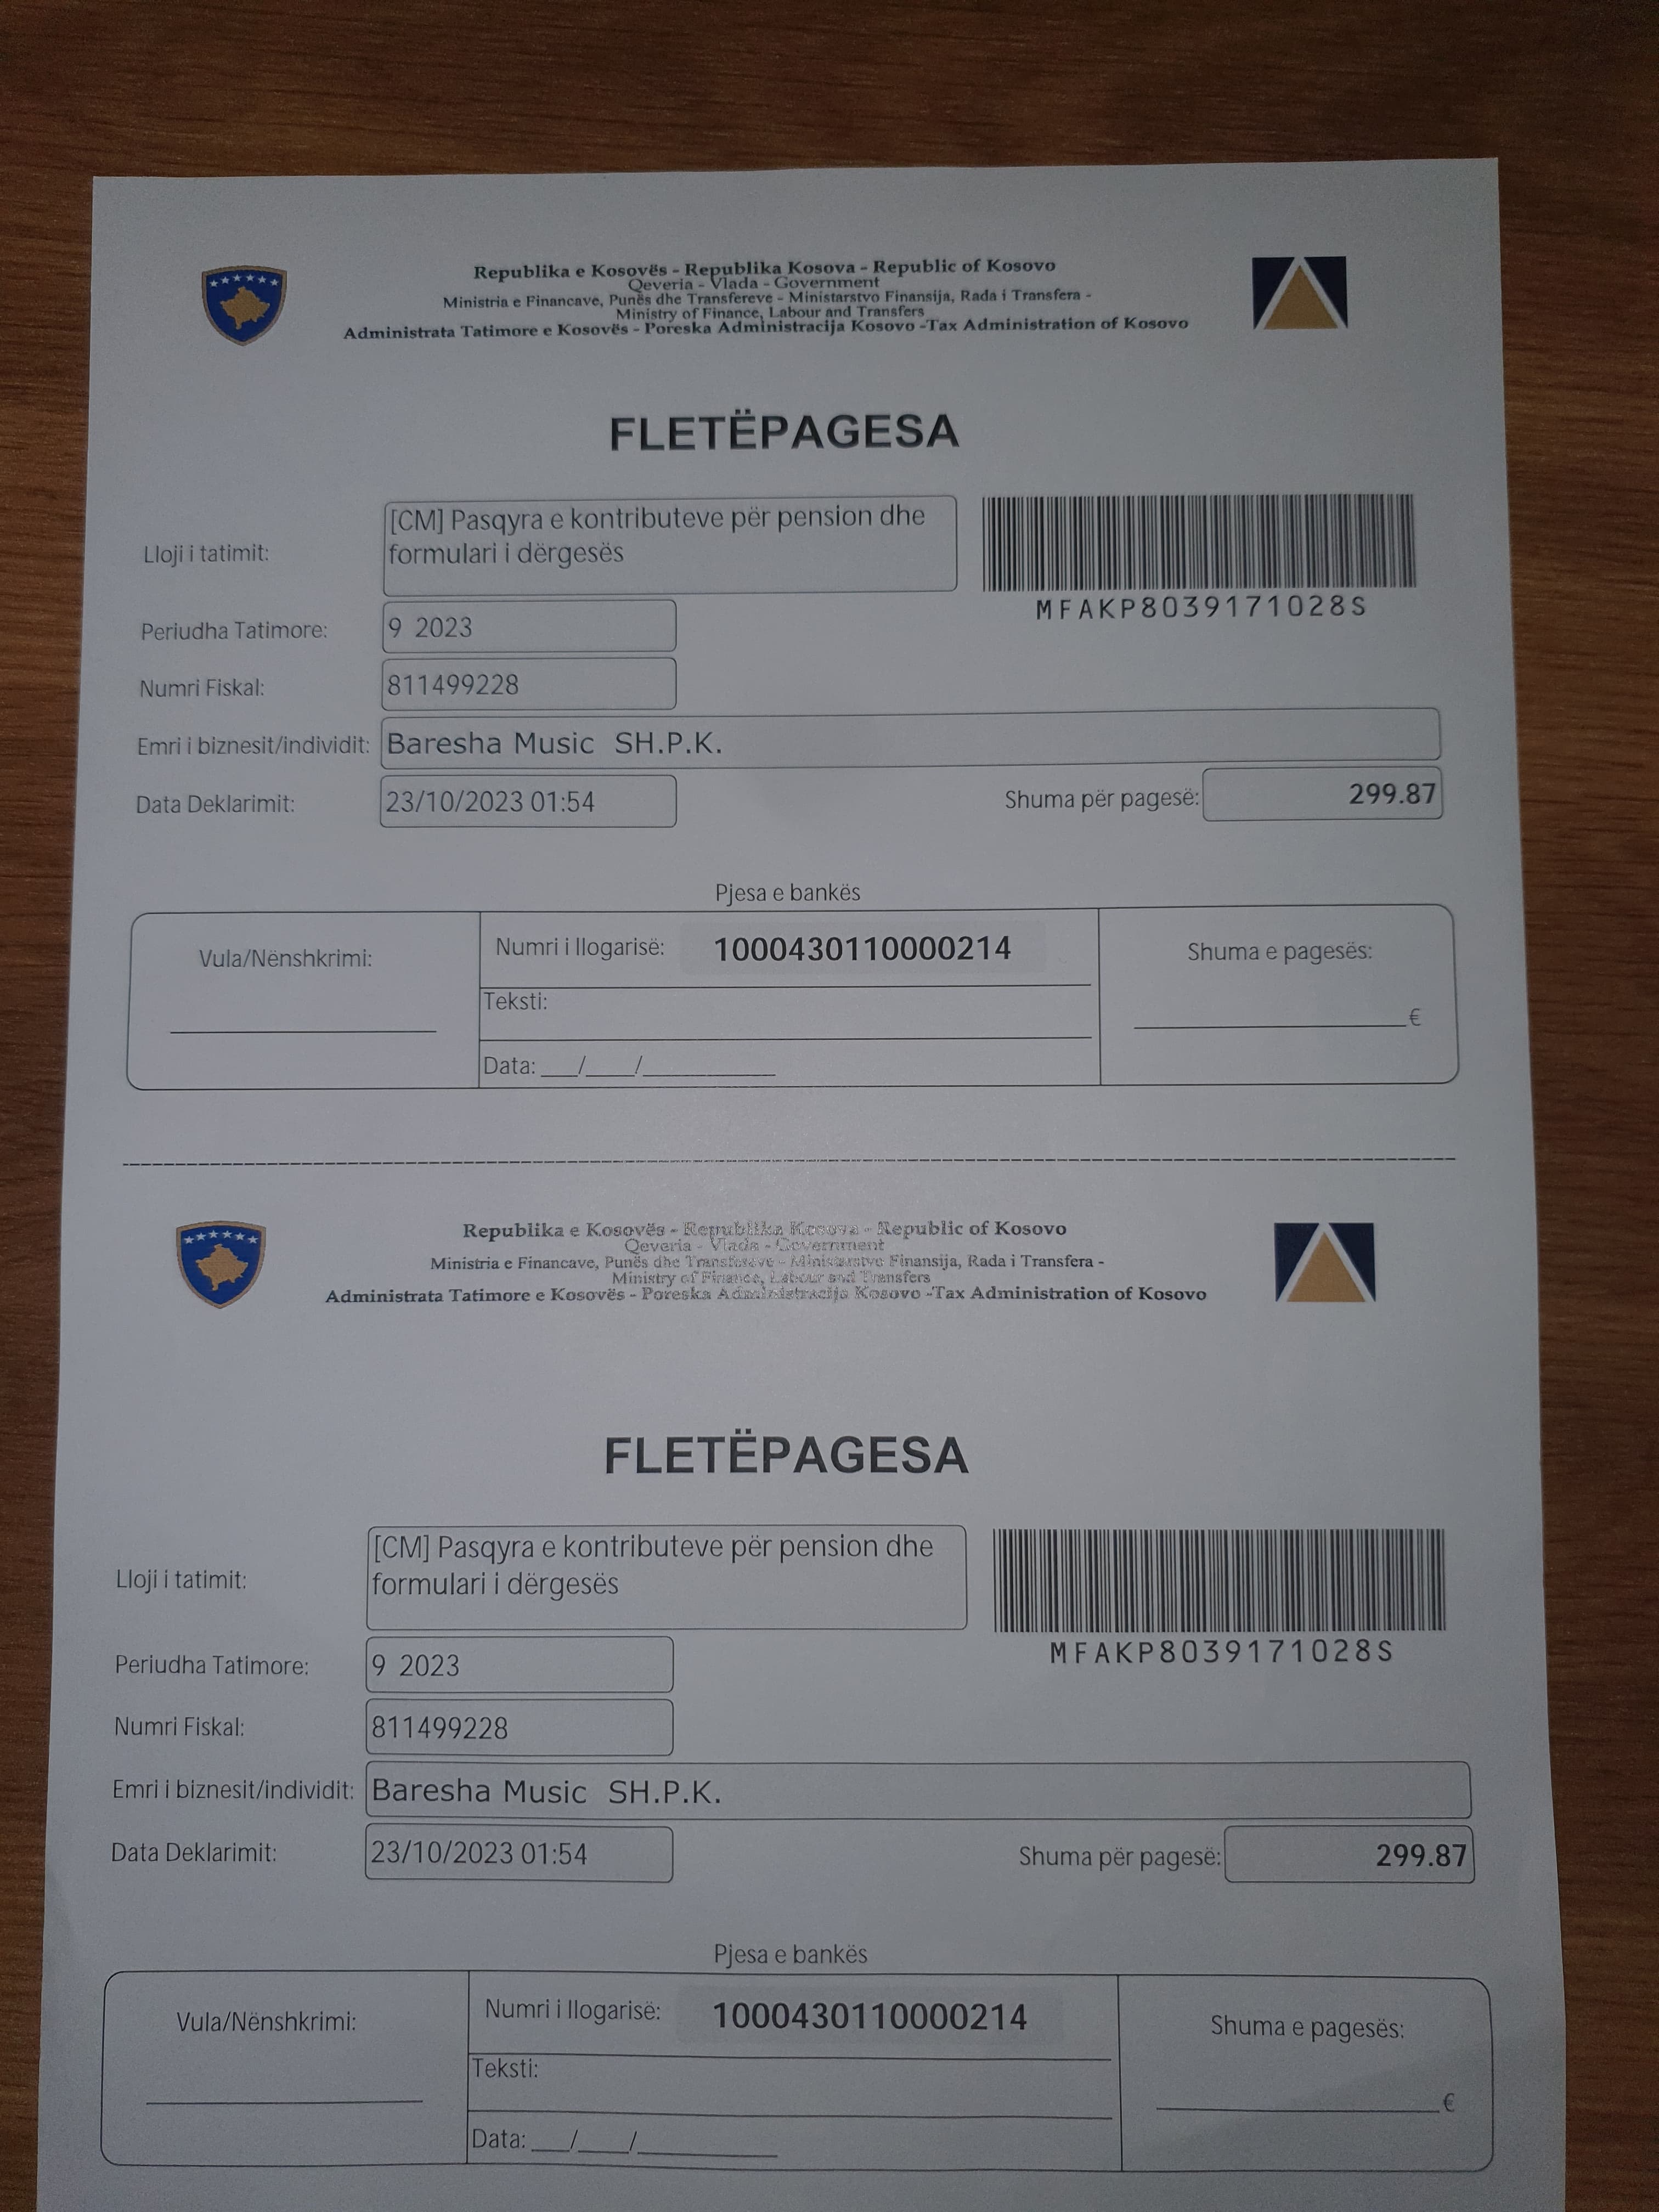 Republika e Kosovës - Republika Kosova - Republic of Kosovo
Qeveria - Vlada - Government
Ministria e Financave, Punës dhe Transfereve - Ministarstvo Finansija, Rada i Transfera -
Ministry of Finance, Labour and Transfers
Administrata Tatimore e Kosovës - Poreska Administracija Kosovo -Tax Administration of Kosovo
FLETËPAGESA
Lloji i tatimit:
[CM] Pasqyra e kontributeve për pension dhe
formulari i dërgesës
MFAKP8039171028S
Periudha Tatimore: 9 2023
Numri Fiskal: 811499228
Emri i biznesit/individit: Baresha Music SH.P.K.
Data Deklarimit: 23/10/2023 01:54 Shuma për pagesë: 299.87
Pjesa e bankës
Vula/Nënshkrimi: Numri i llogarisë: 1000430110000214 Shuma e pagesës:
Teksti:
€
Data: ___/____/__________
Republika e Kosovës - Republika Kosova - Republic of Kosovo
Qeveria - Vlada - Government
Ministria e Financave, Punës dhe Transfereve - Ministarstvo Finansija, Rada i Transfera -
Ministry of Finance, Labour and Transfers
Administrata Tatimore e Kosovës - Poreska Administracija Kosovo -Tax Administration of Kosovo
FLETËPAGESA
Lloji i tatimit:
[CM] Pasqyra e kontributeve për pension dhe
formulari i dërgesës
MFAKP8039171028S
Periudha Tatimore: 9 2023
Numri Fiskal: 811499228
Emri i biznesit/individit: Baresha Music SH.P.K.
Data Deklarimit: 23/10/2023 01:54 Shuma për pagesë: 299.87
Pjesa e bankës
Vula/Nënshkrimi: Numri i llogarisë: 1000430110000214 Shuma e pagesës:
Teksti:
€
Data: ___/____/__________